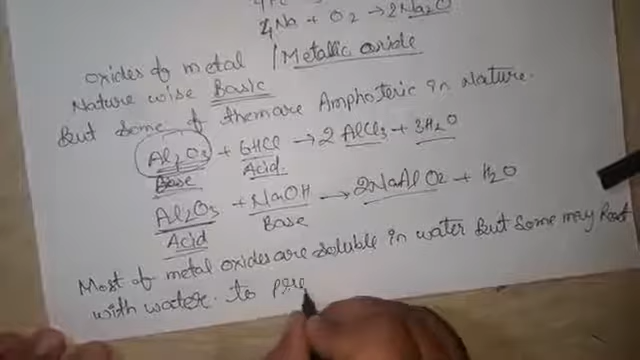 4Na + O₂ → 2Na₂O
Oxides of metal / Metallic oxide
Nature wise Basic
But Some of them are Amphoteric in Nature.
Al₂O₃ + 6HCl → 2 AlCl₃ + 3H₂O
Base Acid.
Al₂O₃ + NaOH → 2NaAlO₂ + H₂O
Acid Base
Most of metal oxides are soluble in water But Some may React
with water. to